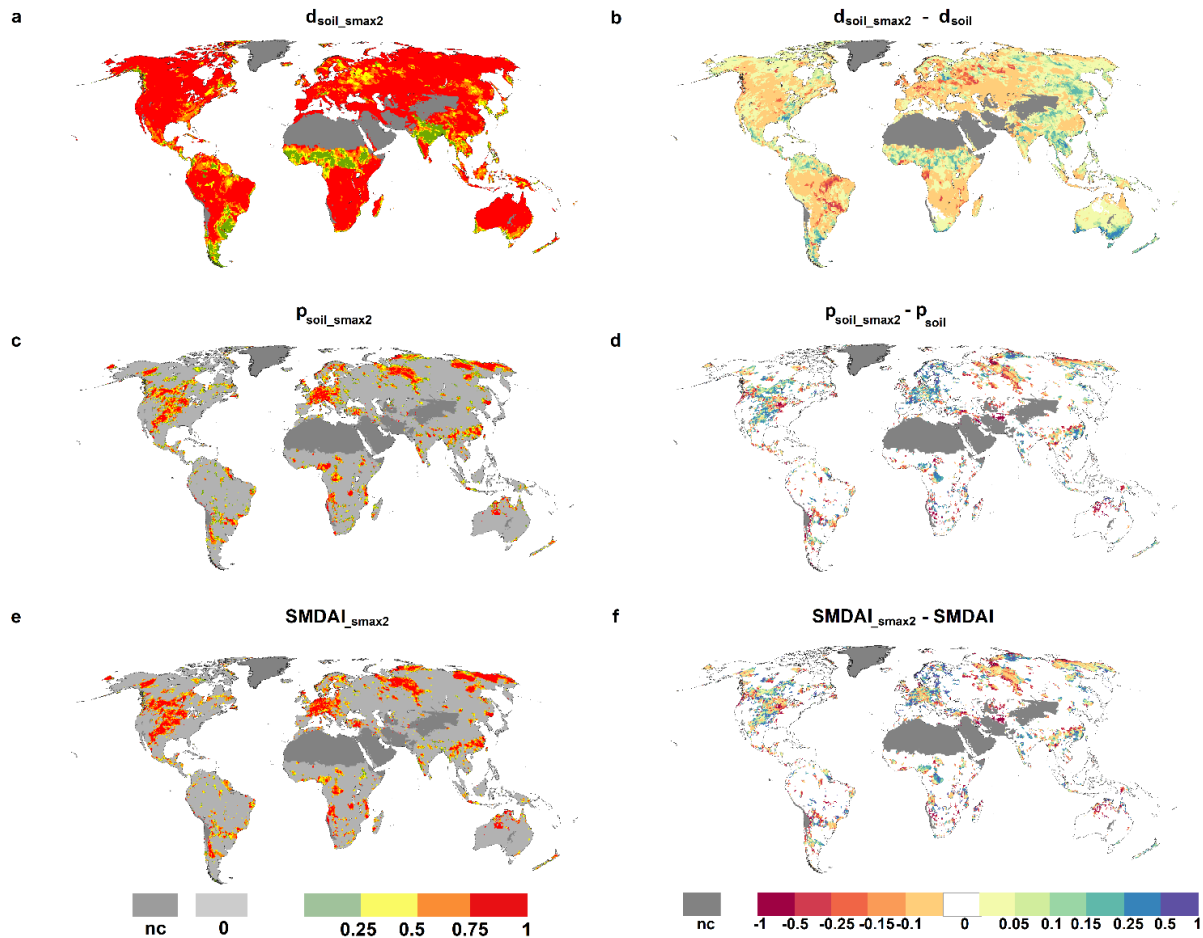 a d_soil_smax2
b d_soil_smax2 - d_soil
c p_soil_smax2
d p_soil_smax2 - p_soil
e SMDAI_smax2
f SMDAI_smax2 - SMDAI
nc 0 0.25 0.5 0.75 1
nc -1 -0.5 -0.25 -0.15 -0.1 0 0.05 0.1 0.15 0.25 0.5 1